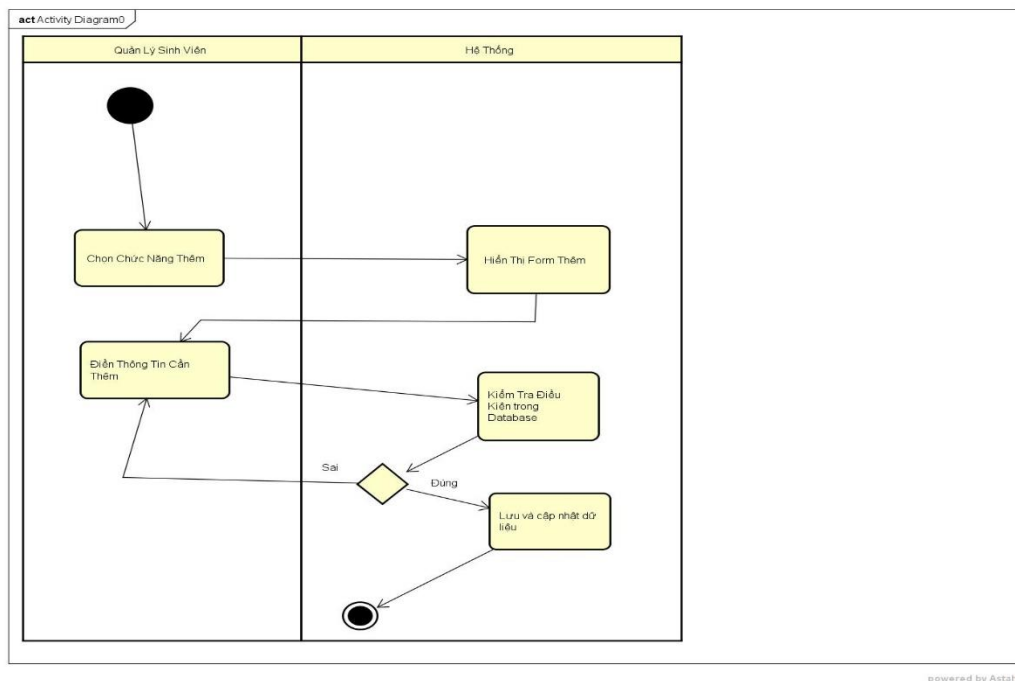 act Activity Diagram0
Quản Lý Sinh Viên
Hệ Thống
Chọn Chức Năng Thêm
Hiển Thị Form Thêm
Điền Thông Tin Cần
Thêm
Kiểm Tra Điều
Kiện trong
Database
Sai
Đúng
Lưu và cập nhật dữ
liệu
powered by Astah